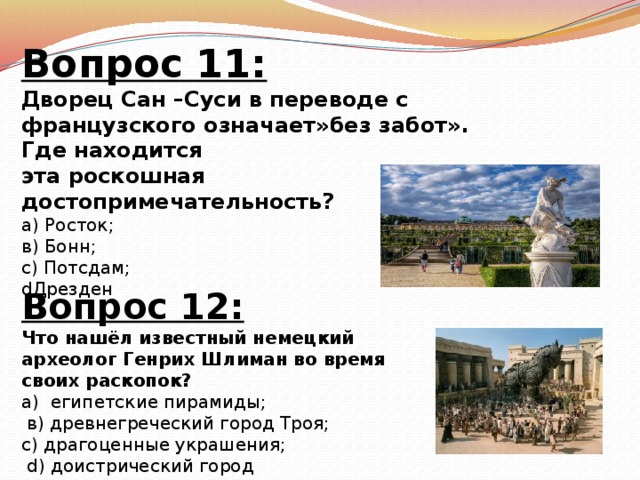 Вопрос 11:
Дворец Сан –Суси в переводе с
французского означает»без забот».
Где находится
эта роскошная
достопримечательность?
а) Росток;
в) Бонн;
с) Потсдам;
dДрезден
Вопрос 12:
Что нашёл известный немецкий
археолог Генрих Шлиман во время
своих раскопок?
а) египетские пирамиды;
в) древнегреческий город Троя;
с) драгоценные украшения;
d) доистрический город